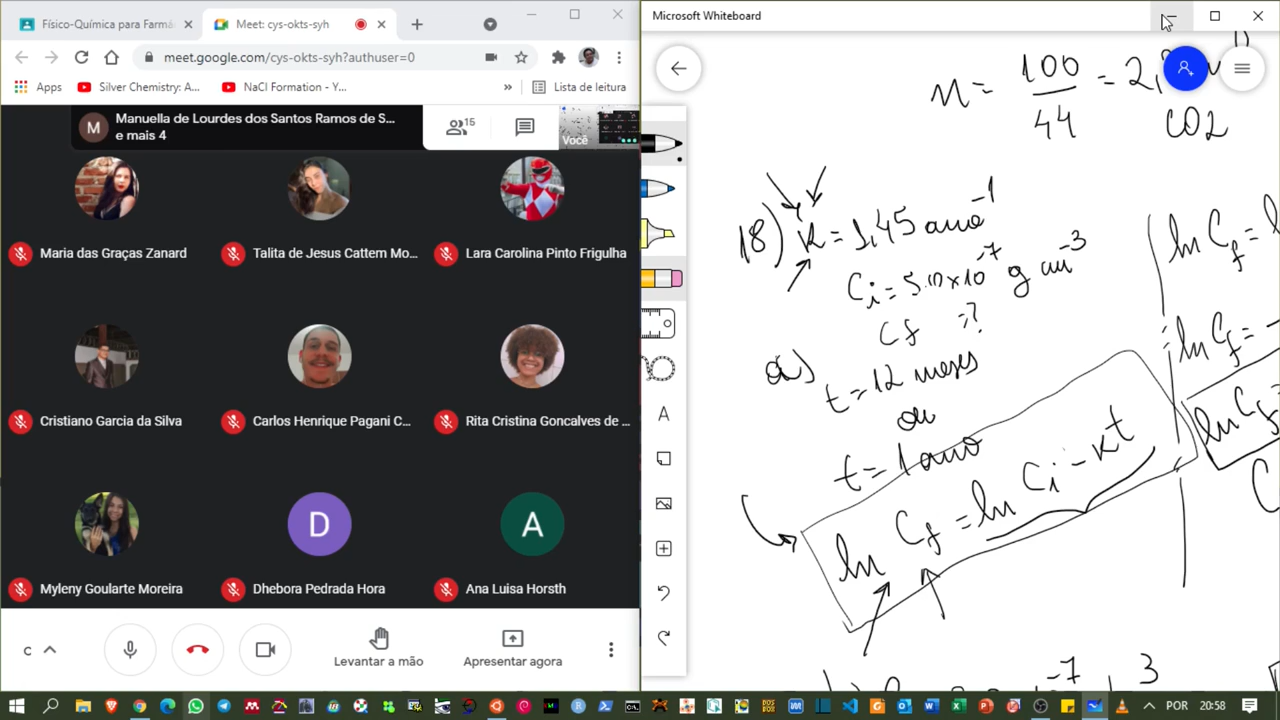 Físico-Química para Farmá
Meet: cys-okts-syh
Microsoft Whiteboard
meet.google.com/cys-okts-syh?authuser=0
Apps
Silver Chemistry: A...
NaCl Formation - Y...
»
Lista de leitura
M
Manuella de Lourdes dos Santos Ramos de S...
e mais 4
15
Você
Maria das Graças Zanard
Talita de Jesus Cattem Mo...
Lara Carolina Pinto Frigulha
Cristiano Garcia da Silva
Carlos Henrique Pagani C...
Rita Cristina Goncalves de ...
D
A
Myleny Goularte Moreira
Dhebora Pedrada Hora
Ana Luisa Horsth
c
Levantar a mão
Apresentar agora
A
n = 100/44 = 2,
CO2
18) K = 1,45 ano⁻¹
Ci = 5.0×10⁻⁷ g cm⁻³
Cf = ?
a) t = 12 meses
ou
t = 1 ano
ln Cf = ln Ci - Kt
ln Cf = l
ln Cf = -
ln Cf =
C
POR
20:58